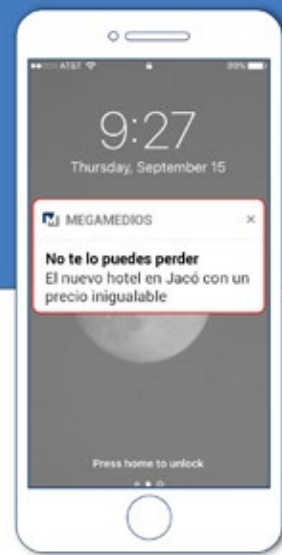 AT&T 89%
9:27
Thursday, September 15
MEGAMEDIOS ×
No te lo puedes perder
El nuevo hotel en Jacó con un
precio inigualable
Press home to unlock